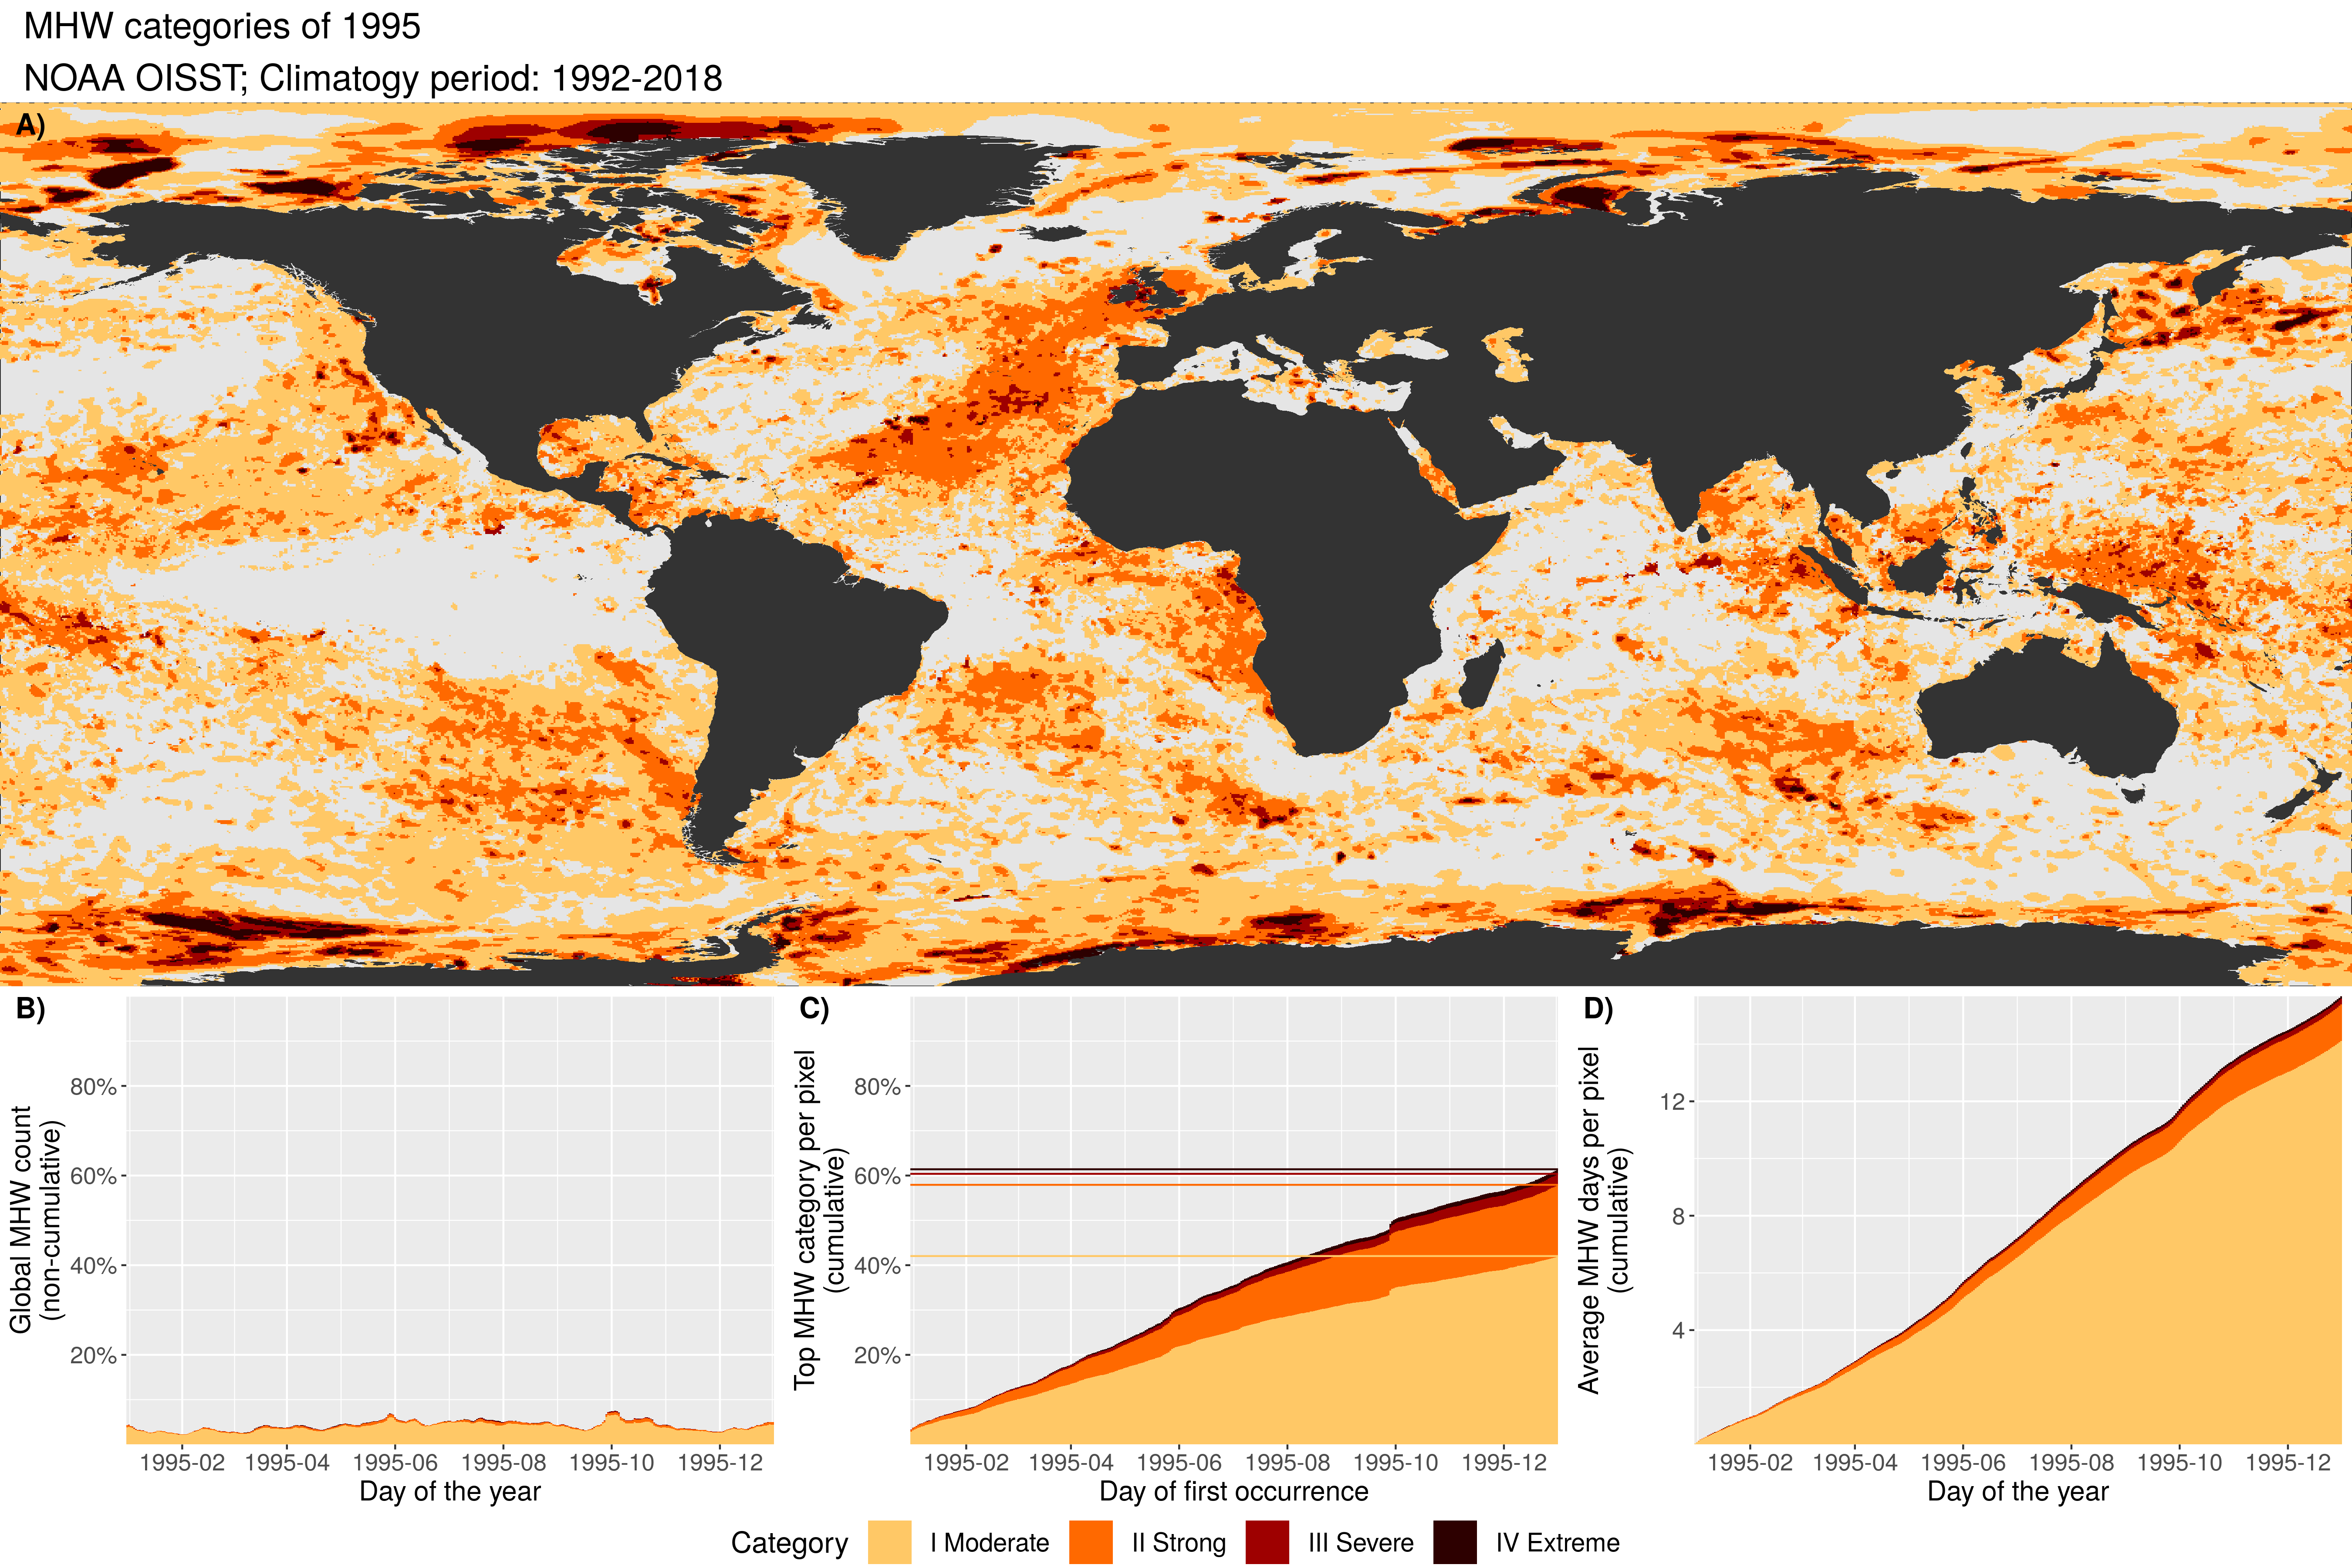 MHW categories of 1995
NOAA OISST; Climatogy period: 1992-2018
A)
B)
Global MHW count
(non-cumulative)
80%
60%
40%
20%
1995-02 1995-04 1995-06 1995-08 1995-10 1995-12
Day of the year
C)
Top MHW category per pixel
(cumulative)
80%
60%
40%
20%
1995-02 1995-04 1995-06 1995-08 1995-10 1995-12
Day of first occurrence
D)
Average MHW days per pixel
(cumulative)
12
8
4
1995-02 1995-04 1995-06 1995-08 1995-10 1995-12
Day of the year
Category I Moderate II Strong III Severe IV Extreme